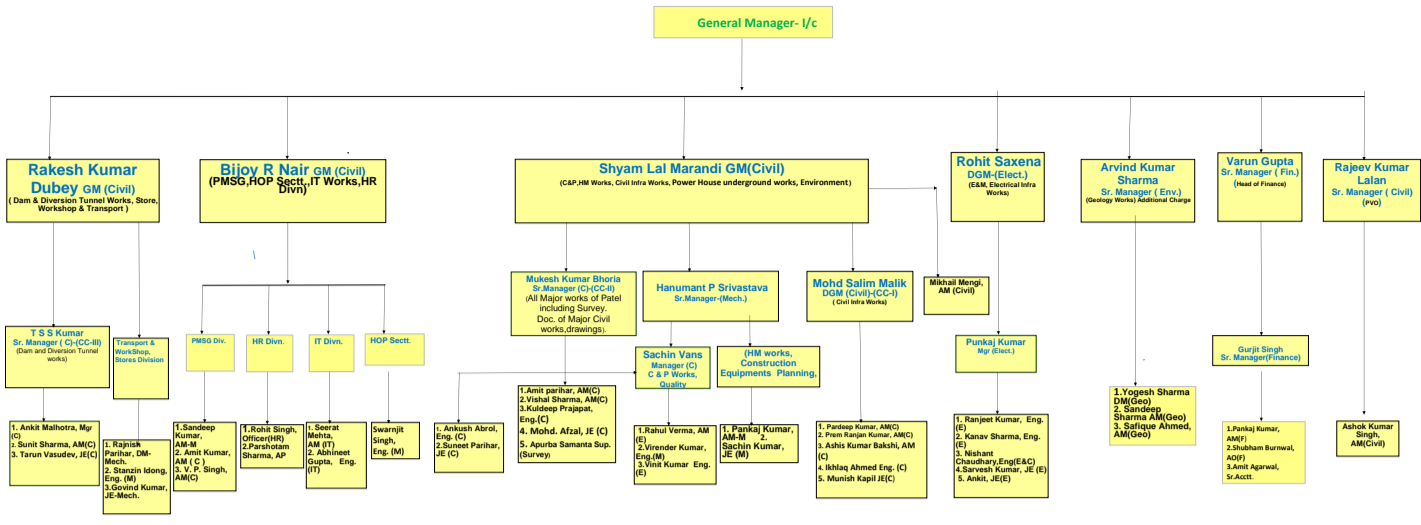 General Manager- I/c
Rakesh Kumar
Dubey GM (Civil)
( Dam & Diversion Tunnel Works, Store,
Workshop & Transport )
Bijoy R Nair GM (Civil)
(PMSG,HOP Sectt.,IT Works,HR
Divn)
Shyam Lal Marandi GM(Civil)
(C&P,HM Works, Civil Infra Works, Power House underground works, Environment)
Rohit Saxena
DGM-(Elect.)
(E&M, Electrical Infra
Works)
Arvind Kumar
Sharma
Sr. Manager ( Env.)
(Geology Works) Additional Charge
Varun Gupta
Sr. Manager ( Fin.)
(Head of Finance)
Rajeev Kumar
Lalan
Sr. Manager ( Civil)
(PVO)
\
Mukesh Kumar Bhoria
Sr.Manager (C)-(CC-II)
(All Major works of Patel
including Survey.
Doc. of Major Civil
works,drawings).
Hanumant P Srivastava
Sr.Manager-(Mech.)
Mohd Salim Malik
DGM (Civil)-(CC-I)
( Civil Infra Works)
Mikhail Mengi,
AM (Civil)
T S S Kumar
Sr. Manager ( C)-(CC-III)
(Dam and Diversion Tunnel
works)
Transport &
WorkShop,
Stores Division
PMSG Div.
HR Divn.
IT Divn.
HOP Sectt.
Sachin Vans
Manager (C)
C & P Works,
Quality
(HM works,
Construction
Equipments Planning,
Punkaj Kumar
Mgr (Elect.)
Gurjit Singh
Sr. Manager(Finance)
1. Ankit Malhotra, Mgr
(C)
2. Sunit Sharma, AM(C)
3. Tarun Vasudev, JE(C)
1. Rajnish
Parihar, DM-
Mech.
2. Stanzin Idong,
Eng. (M)
3.Govind Kumar,
JE-Mech.
1.Sandeep
Kumar,
AM-M
2. Amit Kumar,
AM ( C )
3. V. P. Singh,
AM(C)
1.Rohit Singh,
Officer(HR)
2.Parshotam
Sharma, AP
1. Seerat
Mehta,
AM (IT)
2. Abhineet
Gupta, Eng.
(IT)
Swarnjit
Singh,
Eng. (M)
1. Ankush Abrol,
Eng. (C)
2.Suneet Parihar,
JE (C)
1.Amit parihar, AM(C)
2.Vishal Sharma, AM(C)
3.Kuldeep Prajapat,
Eng.(C)
4. Mohd. Afzal, JE (C)
5. Apurba Samanta Sup.
(Survey)
1.Rahul Verma, AM
(E)
2.Virender Kumar,
Eng.(M)
3.Vinit Kumar Eng.
(E)
1. Pankaj Kumar,
AM-M 2.
Sachin Kumar,
JE (M)
1. Pardeep Kumar, AM(C)
2. Prem Ranjan Kumar, AM(C)
3. Ashis Kumar Bakshi, AM
(C)
4. Ikhlaq Ahmed Eng. (C)
5. Munish Kapil JE(C)
1. Ranjeet Kumar, Eng.
(E)
2. Kanav Sharma, Eng.
(E)
3. Nishant
Chaudhary,Eng(E&C)
4.Sarvesh Kumar, JE (E)
5. Ankit, JE(E)
1.Yogesh Sharma
DM(Geo)
2. Sandeep
Sharma AM(Geo)
3. Safique Ahmed,
AM(Geo)
1.Pankaj Kumar,
AM(F)
2.Shubham Burnwal,
AO(F)
3.Amit Agarwal,
Sr.Acctt.
Ashok Kumar
Singh,
AM(Civil)